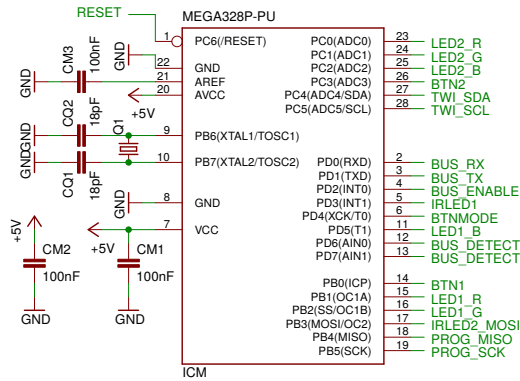 RESET
MEGA328P-PU
1 PC6(/RESET)
GND
22 GND
CM3 100nF
GND
21 AREF
20 AVCC
+5V
CQ2 18pF
GND
Q1
9 PB6(XTAL1/TOSC1)
GND
10 PB7(XTAL2/TOSC2)
CQ1 18pF
GND
8 GND
7 VCC
+5V
+5V
CM2
100nF
GND
CM1
100nF
GND
PC0(ADC0) 23 LED2_R
PC1(ADC1) 24 LED2_G
PC2(ADC2) 25 LED2_B
PC3(ADC3) 26 BTN2
PC4(ADC4/SDA) 27 TWI_SDA
PC5(ADC5/SCL) 28 TWI_SCL
PD0(RXD) 2 BUS_RX
PD1(TXD) 3 BUS_TX
PD2(INT0) 4 BUS_ENABLE
PD3(INT1) 5 IRLED1
PD4(XCK/T0) 6 BTNMODE
PD5(T1) 11 LED1_B
PD6(AIN0) 12 BUS_DETECT
PD7(AIN1) 13 BUS_DETECT
PB0(ICP) 14 BTN1
PB1(OC1A) 15 LED1_R
PB2(SS/OC1B) 16 LED1_G
PB3(MOSI/OC2) 17 IRLED2_MOSI
PB4(MISO) 18 PROG_MISO
PB5(SCK) 19 PROG_SCK
ICM